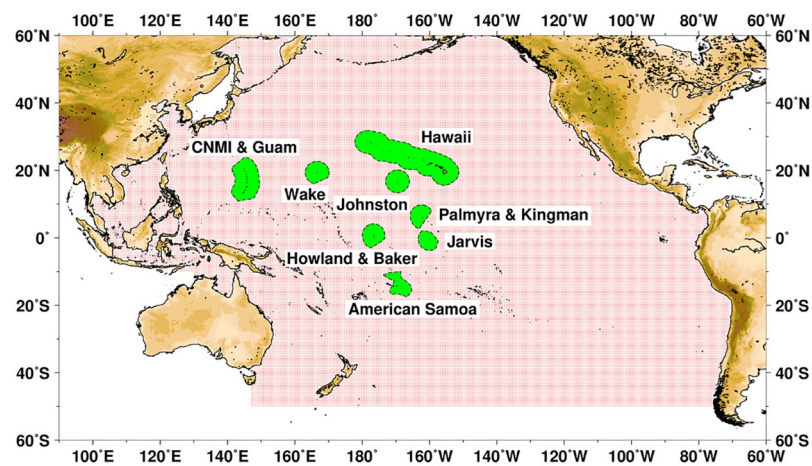 100˚E 120˚E 140˚E 160˚E 180˚ 160˚W 140˚W 120˚W 100˚W 80˚W 60˚W
60˚N 60˚N
40˚N 40˚N
Hawaii
CNMI & Guam
20˚N 20˚N
Wake
Johnston
Palmyra & Kingman
0˚ 0˚
Jarvis
Howland & Baker
American Samoa
20˚S 20˚S
40˚S 40˚S
60˚S 60˚S
100˚E 120˚E 140˚E 160˚E 180˚ 160˚W 140˚W 120˚W 100˚W 80˚W 60˚W